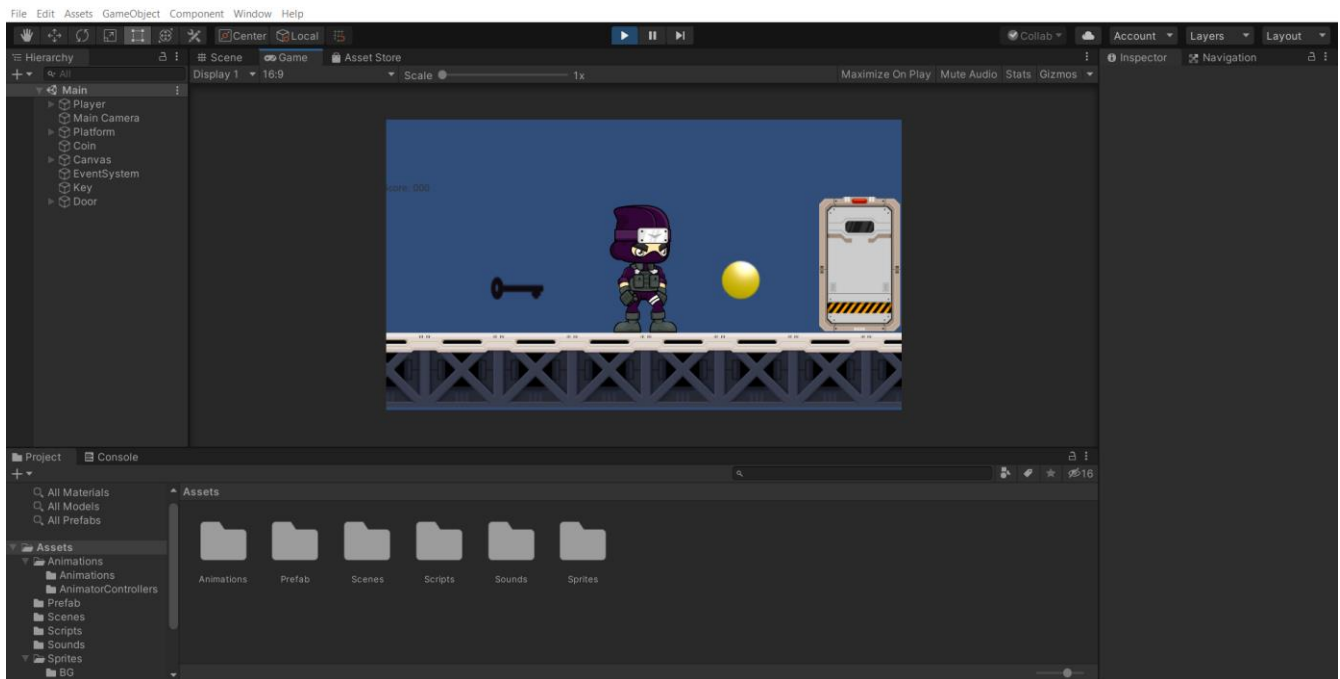 File Edit Assets GameObject Component Window Help
Center Local Collab Account Layers Layout
Hierarchy Scene Game Asset Store Inspector Navigation
All Display 1 16:9 Scale 1x Maximize On Play Mute Audio Stats Gizmos
Main
Player
Main Camera
Platform
Coin
Canvas
EventSystem
Key
Door
core: 000
Project Console
16
All Materials
All Models
All Prefabs
Assets
Animations
Animations
AnimatorControllers
Prefab
Scenes
Scripts
Sounds
Sprites
BG
Assets
Animations Prefab Scenes Scripts Sounds Sprites